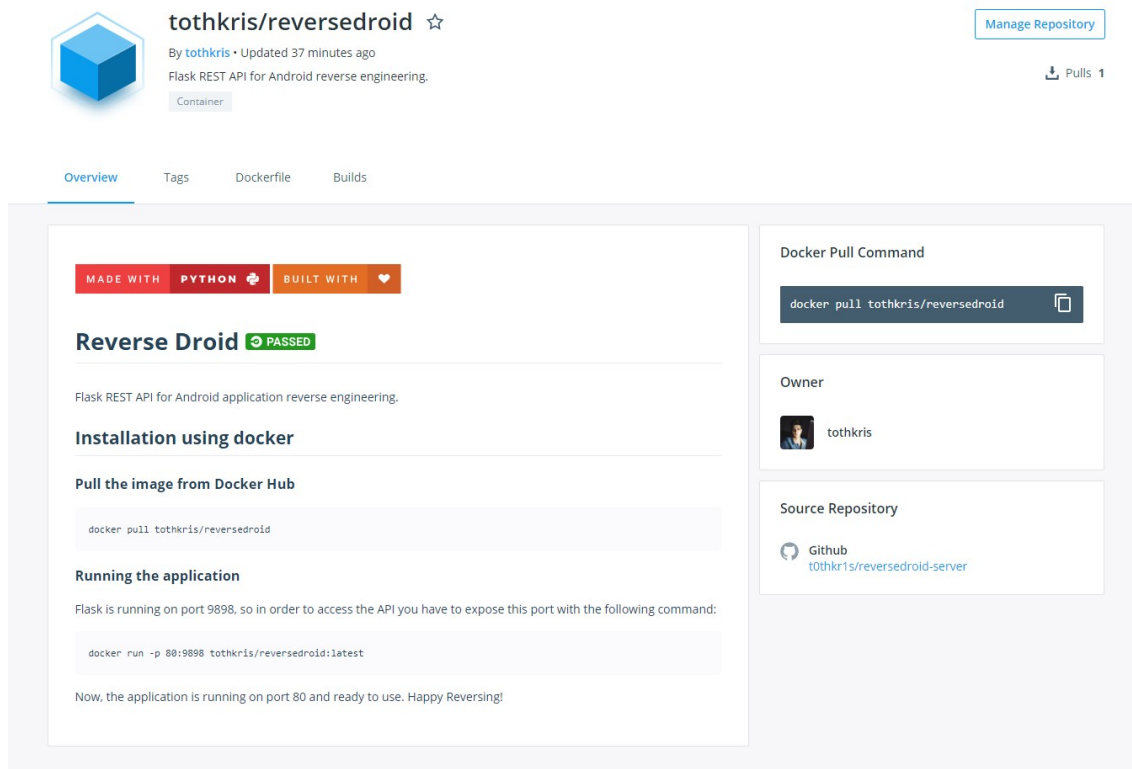 tothkris/reversedroid
Manage Repository
By tothkris • Updated 37 minutes ago
Pulls 1
Flask REST API for Android reverse engineering.
Container
Overview
Tags
Dockerfile
Builds
MADE WITH PYTHON
BUILT WITH
Reverse Droid PASSED
Flask REST API for Android application reverse engineering.
Installation using docker
Pull the image from Docker Hub
docker pull tothkris/reversedroid
Running the application
Flask is running on port 9898, so in order to access the API you have to expose this port with the following command:
docker run -p 80:9898 tothkris/reversedroid:latest
Now, the application is running on port 80 and ready to use. Happy Reversing!
Docker Pull Command
docker pull tothkris/reversedroid
Owner
tothkris
Source Repository
Github
t0thkr1s/reversedroid-server